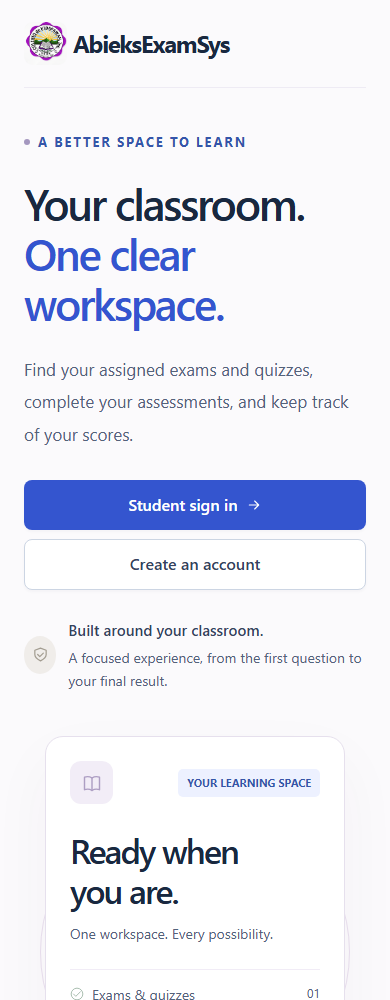 AbieksExamSys
A BETTER SPACE TO LEARN
Your classroom.
One clear
workspace.
Find your assigned exams and quizzes,
complete your assessments, and keep track
of your scores.
Student sign in →
Create an account
Built around your classroom.
A focused experience, from the first question to
your final result.
YOUR LEARNING SPACE
Ready when
you are.
One workspace. Every possibility.
Exams & quizzes 01